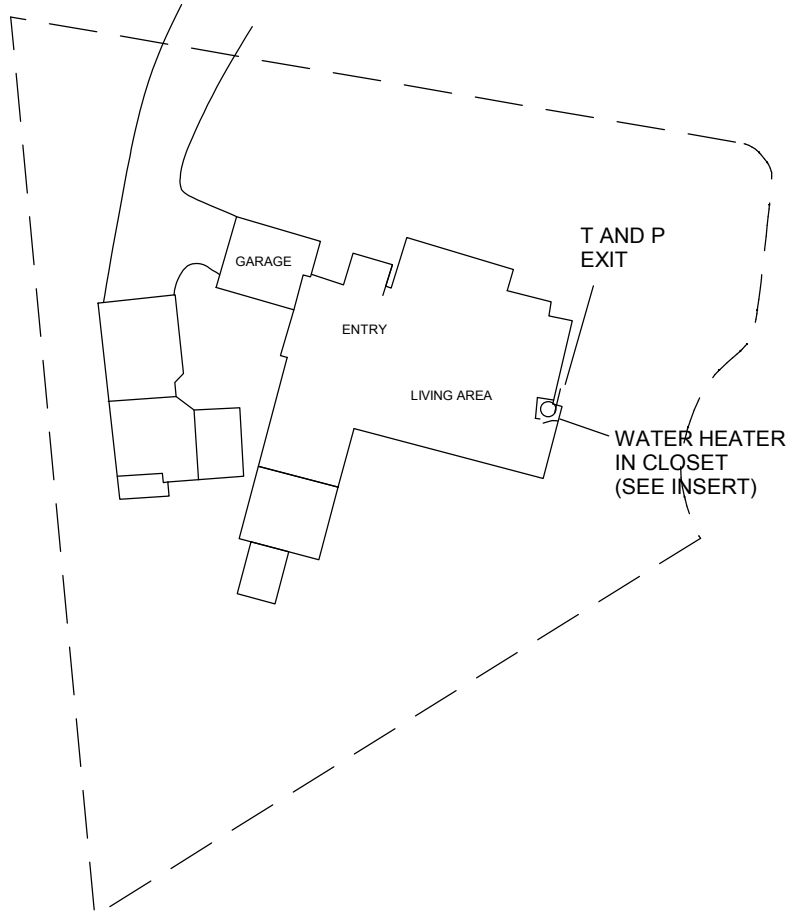 T AND P
EXIT
GARAGE
ENTRY
LIVING AREA
WATER HEATER
IN CLOSET
(SEE INSERT)